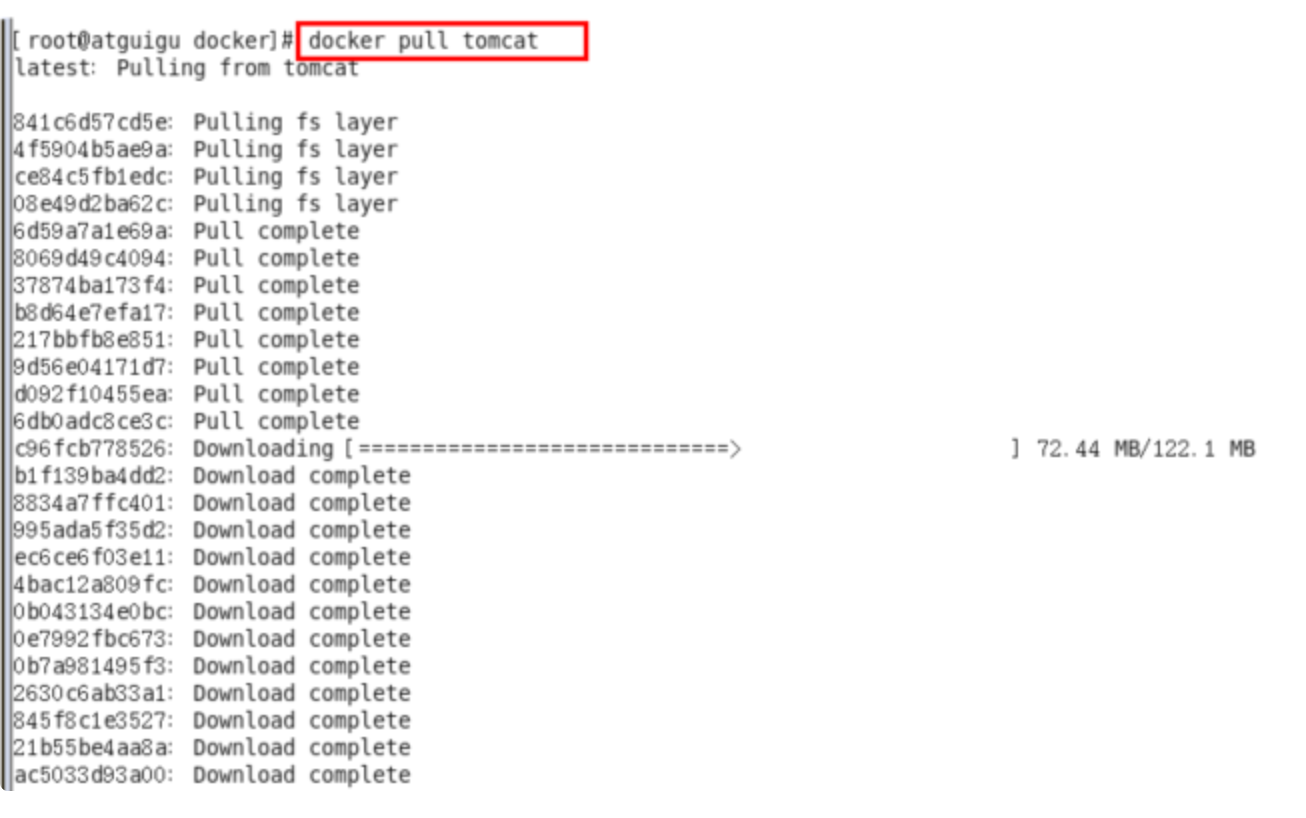 [root@atguigu docker]# docker pull tomcat
latest: Pulling from tomcat
841c6d57cd5e: Pulling fs layer
4f5904b5ae9a: Pulling fs layer
ce84c5fb1edc: Pulling fs layer
08e49d2ba62c: Pulling fs layer
6d59a7a1e69a: Pull complete
8069d49c4094: Pull complete
37874ba173f4: Pull complete
b8d64e7efa17: Pull complete
217bbfb8e851: Pull complete
9d56e04171d7: Pull complete
d092f10455ea: Pull complete
6db0adc8ce3c: Pull complete
c96fcb778526: Downloading [=============================>                     ] 72.44 MB/122.1 MB
b1f139ba4dd2: Download complete
8834a7ffc401: Download complete
995ada5f35d2: Download complete
ec6ce6f03e11: Download complete
4bac12a809fc: Download complete
0b043134e0bc: Download complete
0e7992fbc673: Download complete
0b7a981495f3: Download complete
2630c6ab33a1: Download complete
845f8c1e3527: Download complete
21b55be4aa8a: Download complete
ac5033d93a00: Download complete